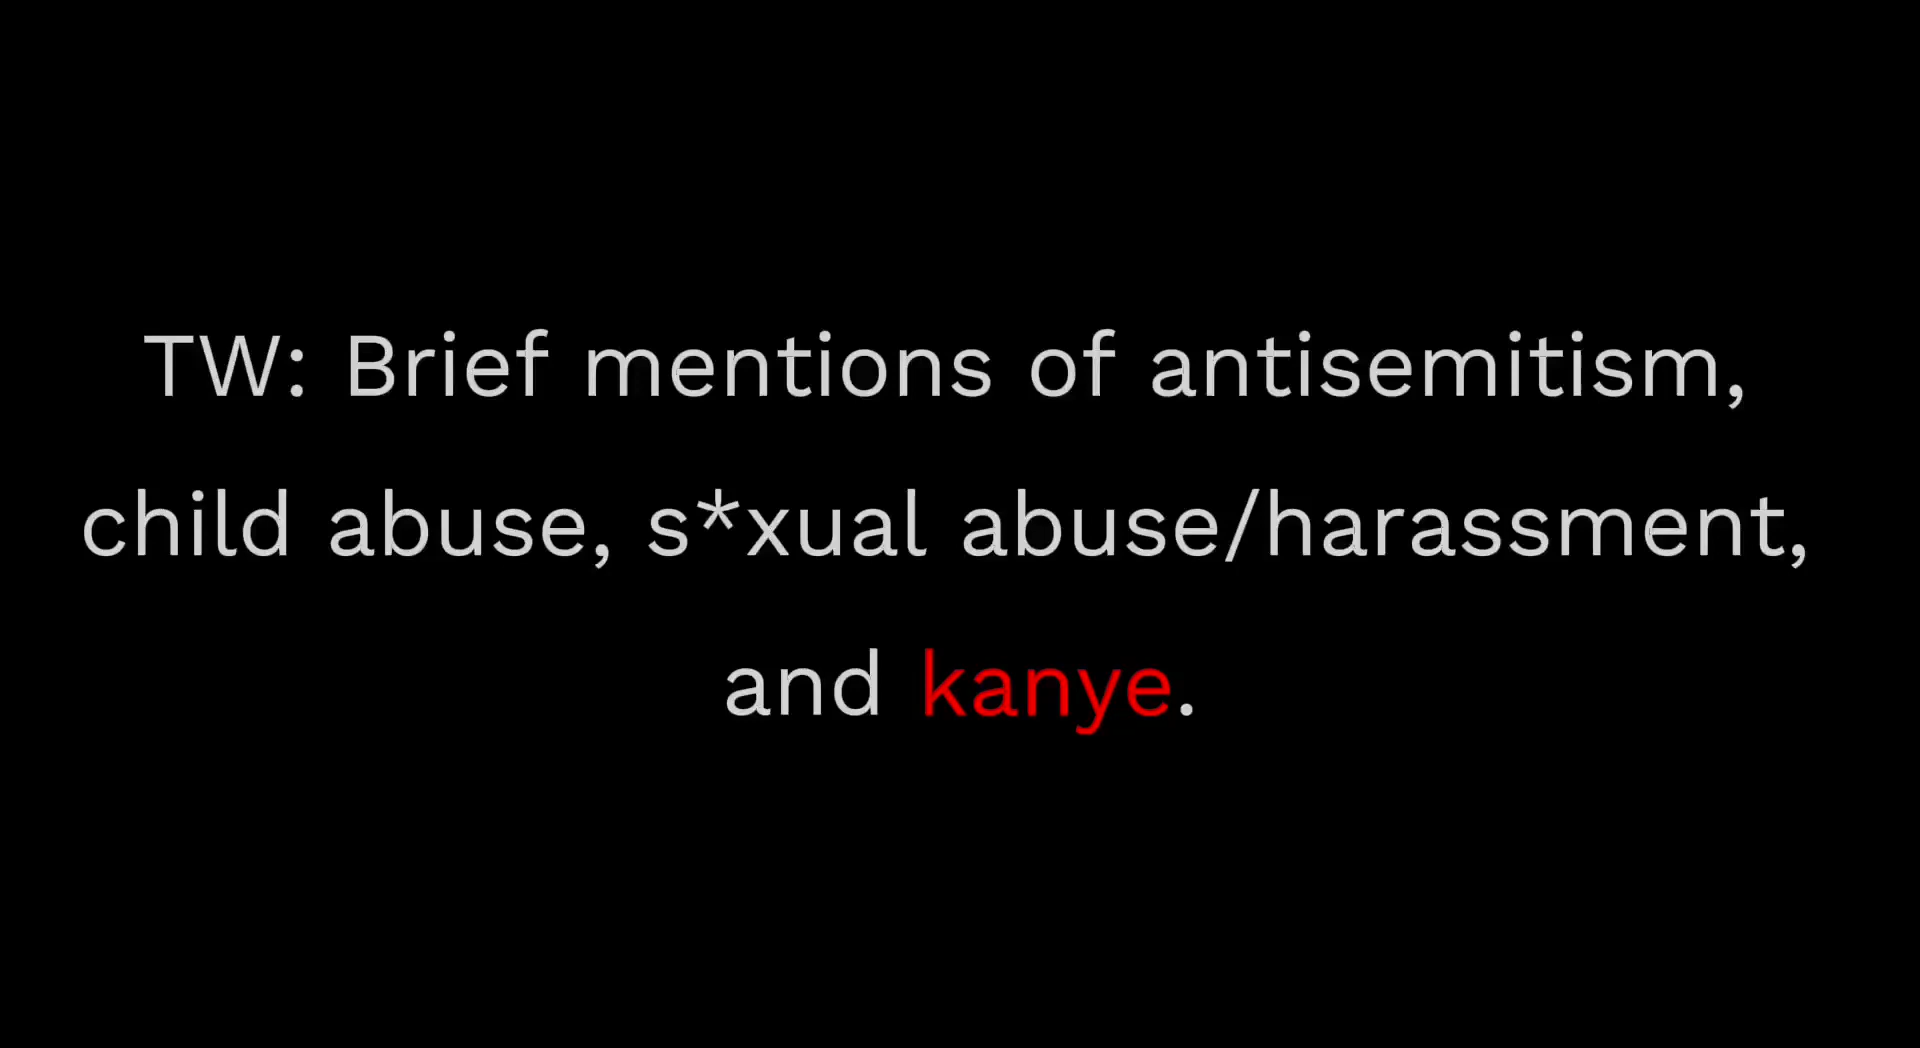 TW: Brief mentions of antisemitism,
child abuse, s*xual abuse/harassment,
and kanye.